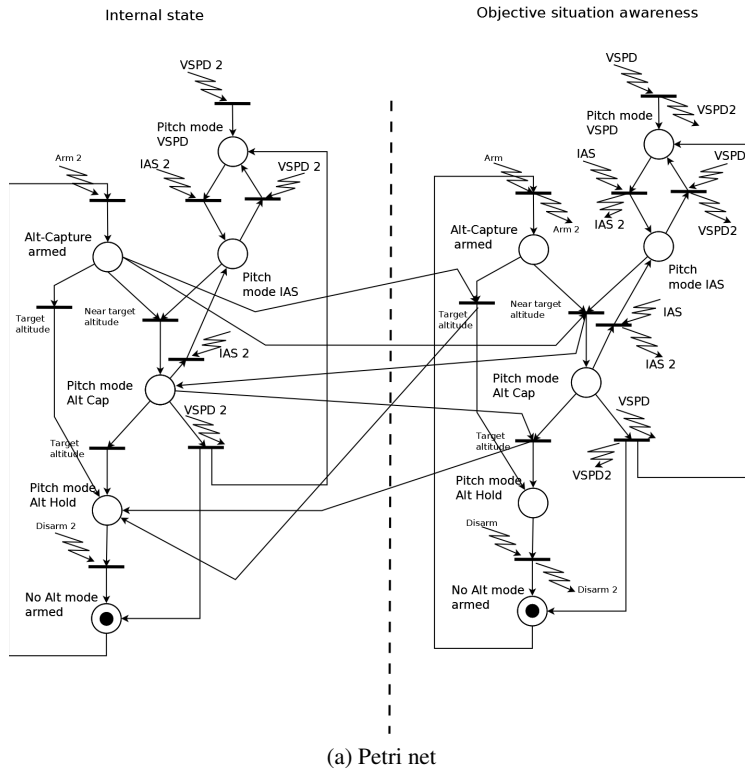 Internal state
Objective situation awareness
VSPD 2
Pitch mode
VSPD
IAS 2
VSPD 2
Arm 2
Alt-Capture
armed
Pitch
mode IAS
Target
altitude
Near target
altitude
IAS 2
Pitch mode
Alt Cap
VSPD 2
Target
altitude
Pitch mode
Alt Hold
Disarm 2
No Alt mode
armed
VSPD
VSPD2
Pitch mode
VSPD
IAS
VSPD
IAS 2
VSPD2
Arm
Arm 2
Alt-Capture
armed
Pitch
mode IAS
Target
altitude
Near target
altitude
IAS
IAS 2
Pitch mode
Alt Cap
VSPD
Target
altitude
VSPD2
Pitch mode
Alt Hold
Disarm
Disarm 2
No Alt mode
armed
(a) Petri net